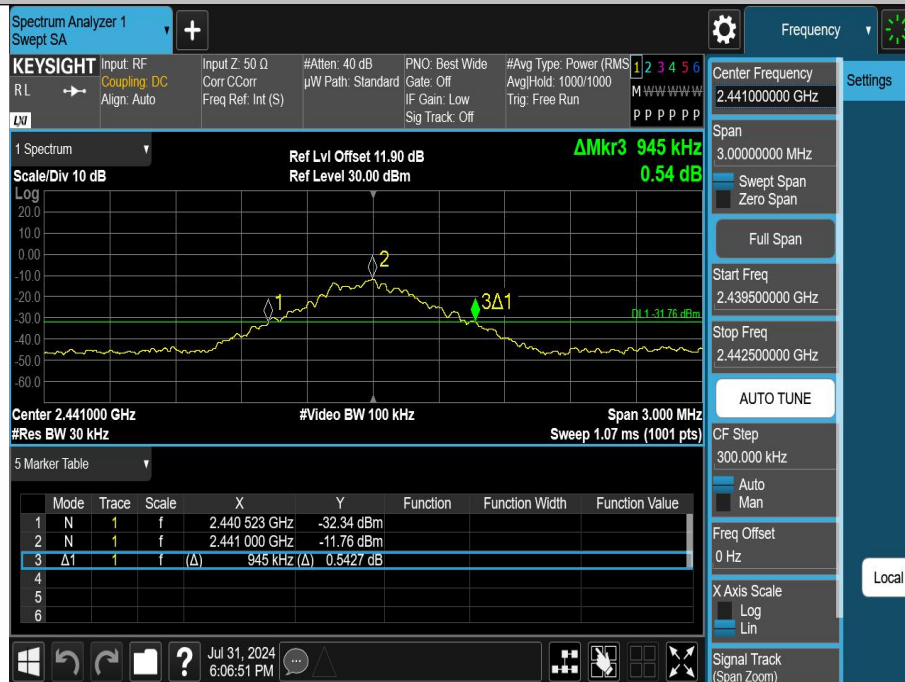 Spectrum Analyzer 1
Swept SA
+
Frequency
KEYSIGHT
RL
LXI
Input: RF
Coupling: DC
Align: Auto
Input Z: 50 Ω
Corr CCorr
Freq Ref: Int (S)
#Atten: 40 dB
µW Path: Standard
PNO: Best Wide
Gate: Off
IF Gain: Low
Sig Track: Off
#Avg Type: Power (RMS
Avg|Hold: 1000/1000
Trig: Free Run
1 2 3 4 5 6
M W W W W W
P P P P P P
1 Spectrum
Scale/Div 10 dB
Ref Lvl Offset 11.90 dB
Ref Level 30.00 dBm
ΔMkr3 945 kHz
0.54 dB
Log
20.0
10.0
0.00
-10.0
-20.0
-30.0
-40.0
-50.0
-60.0
1
2
3Δ1
DL1 -31.76 dBm
Center 2.441000 GHz
#Res BW 30 kHz
#Video BW 100 kHz
Span 3.000 MHz
Sweep 1.07 ms (1001 pts)
5 Marker Table
Mode Trace Scale X Y Function Function Width Function Value
1 N 1 f 2.440 523 GHz -32.34 dBm
2 N 1 f 2.441 000 GHz -11.76 dBm
3 Δ1 1 f (Δ) 945 kHz (Δ) 0.5427 dB
4
5
6
?
Jul 31, 2024
6:06:51 PM
Center Frequency
2.441000000 GHz
Settings
Span
3.00000000 MHz
Swept Span
Zero Span
Full Span
Start Freq
2.439500000 GHz
Stop Freq
2.442500000 GHz
AUTO TUNE
CF Step
300.000 kHz
Auto
Man
Freq Offset
0 Hz
Local
X Axis Scale
Log
Lin
Signal Track
(Span Zoom)